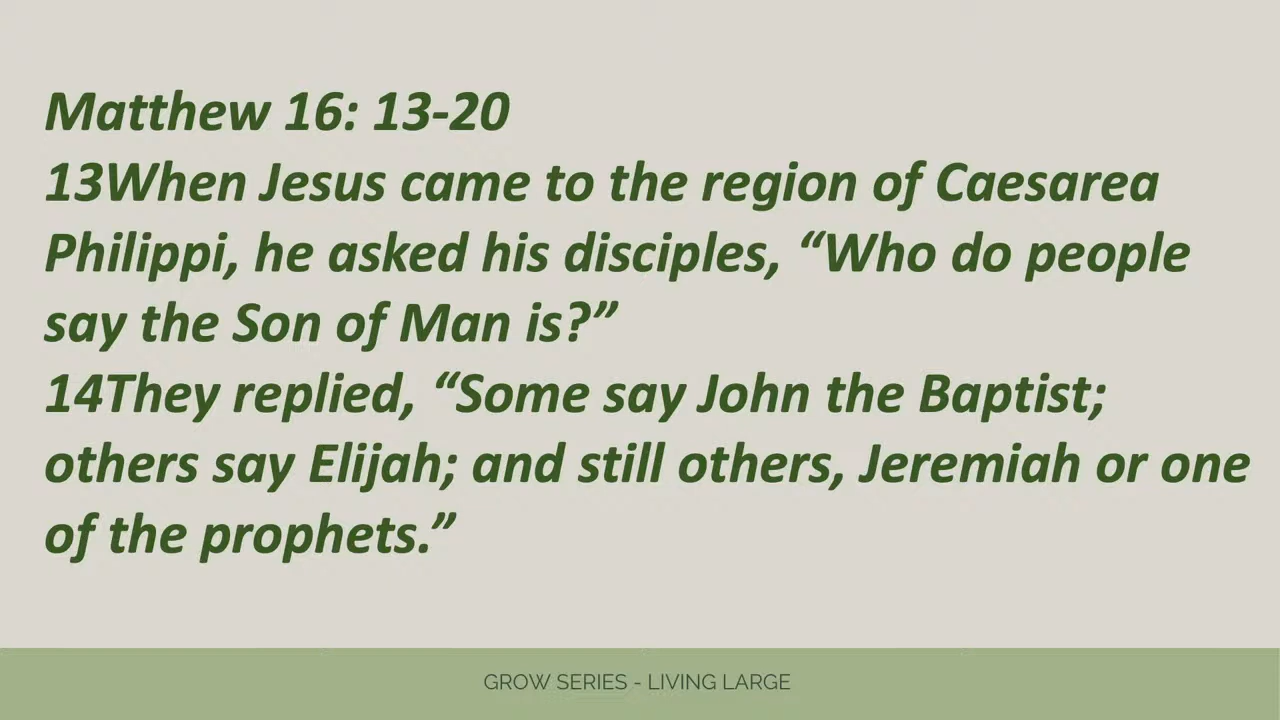 Matthew 16: 13-20
13When Jesus came to the region of Caesarea
Philippi, he asked his disciples, “Who do people
say the Son of Man is?”
14They replied, “Some say John the Baptist;
others say Elijah; and still others, Jeremiah or one
of the prophets.”
GROW SERIES - LIVING LARGE